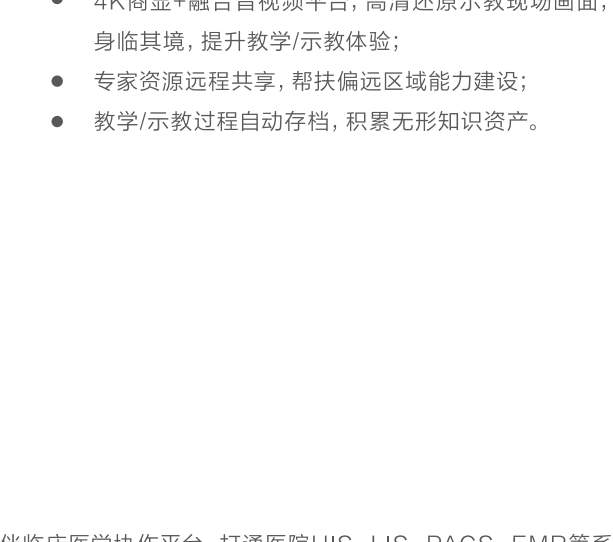 ● 4K商显+融合音视频平台, 高清还原示教现场画面,
身临其境, 提升教学/示教体验;
● 专家资源远程共享, 帮扶偏远区域能力建设;
● 教学/示教过程自动存档, 积累无形知识资产。
伴临床医学协作平台, 打通医院HIS、LIS、PACS、EMR等系